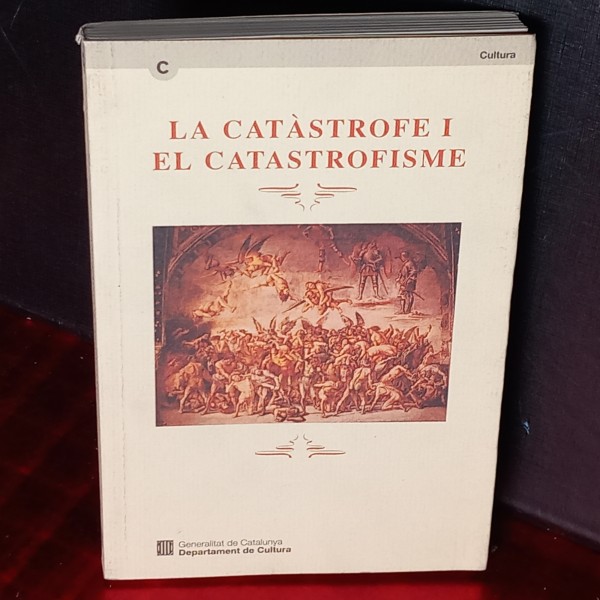 C
Cultura
LA CATÀSTROFE I
EL CATASTROFISME
Generalitat de Catalunya
Departament de Cultura